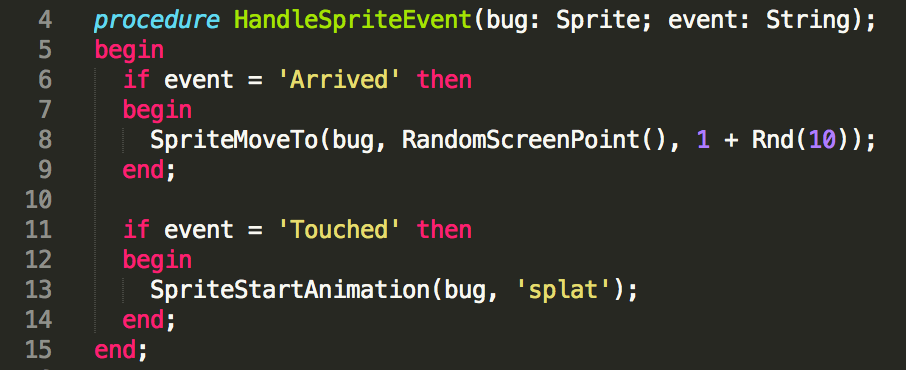 4 procedure HandleSpriteEvent(bug: Sprite; event: String);
5 begin
6   if event = 'Arrived' then
7   begin
8     SpriteMoveTo(bug, RandomScreenPoint(), 1 + Rnd(10));
9   end;
10
11   if event = 'Touched' then
12   begin
13     SpriteStartAnimation(bug, 'splat');
14   end;
15 end;